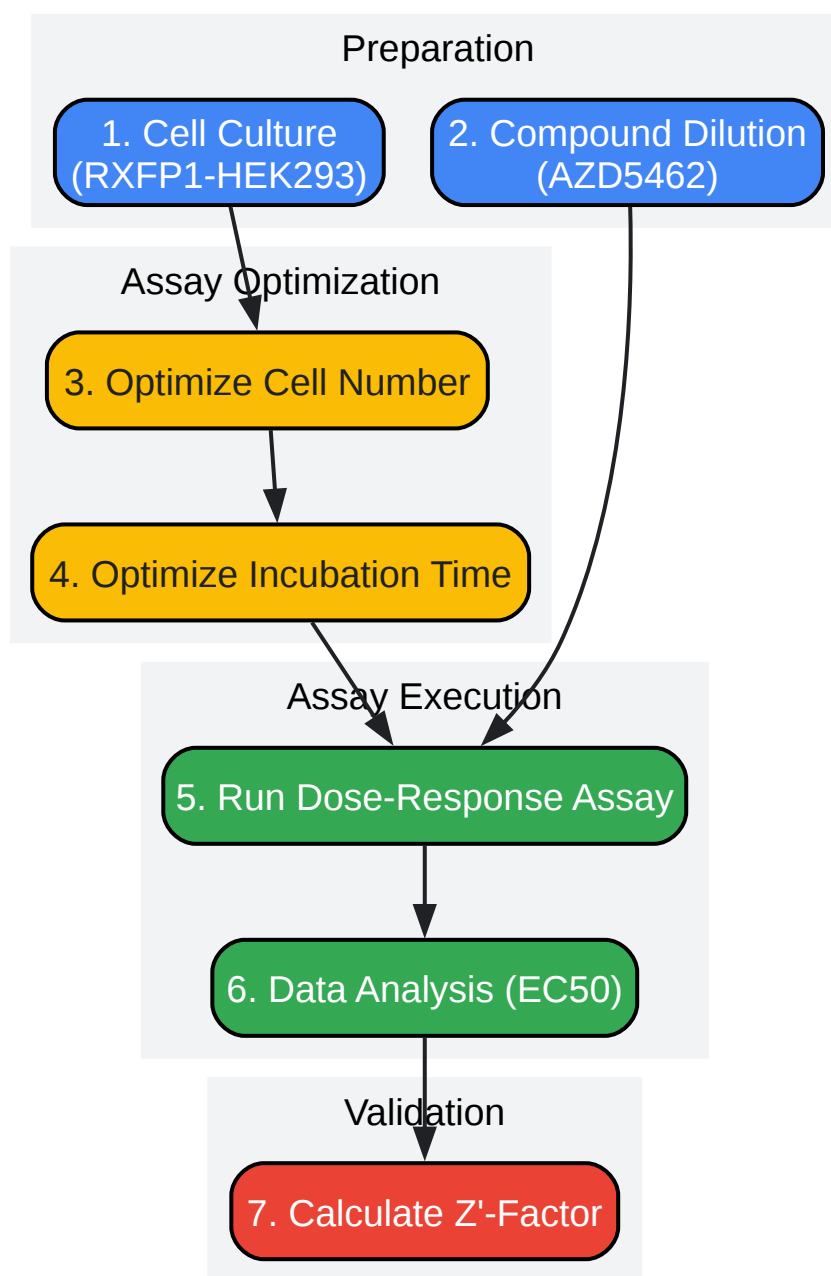 Preparation
1. Cell Culture
(RXFP1-HEK293)
2. Compound Dilution
(AZD5462)
Assay Optimization
3. Optimize Cell Number
4. Optimize Incubation Time
Assay Execution
5. Run Dose-Response Assay
6. Data Analysis (EC50)
Validation
7. Calculate Z'-Factor